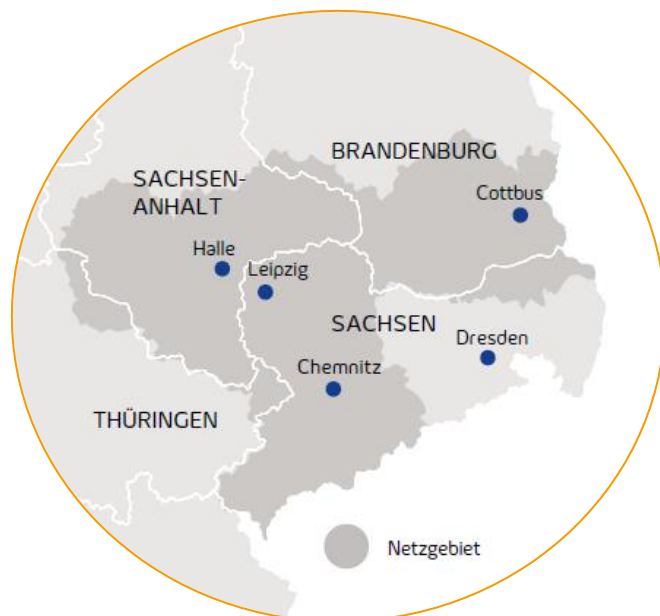 BRANDENBURG
SACHSEN-
ANHALT
Cottbus
Halle
Leipzig
SACHSEN
Dresden
Chemnitz
THÜRINGEN
Netzgebiet